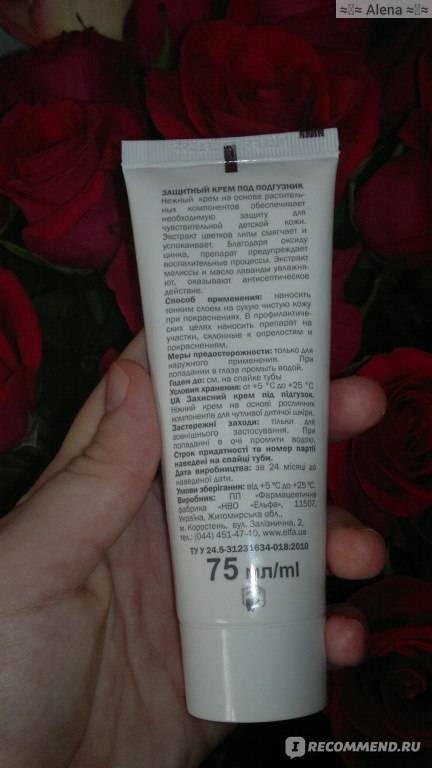 ≈ Alena ≈
ЗАЩИТНЫЙ КРЕМ ПОД ПОДГУЗНИК
Нежный крем на основе раститель-
ных компонентов обеспечивает
необходимую защиту для
чувствительной детской кожи.
Экстракт цветков липы смягчает и
успокаивает. Благодаря оксиду
цинка, препарат предупреждает
воспалительные процессы. Экстракт
мелиссы и масло лаванды увлажня-
ют, оказывают антисептическое
действие.
Способ применения: наносить
тонким слоем на сухую чистую кожу
при покраснениях. В профилактиче-
ских целях наносить препарат на
участки, склонные к опрелостям и
покраснениям.
Меры предосторожности: только для
наружного применения. При
попадании в глаза промыть водой.
Годен до: см. на спайке тубы
Условия хранения: от +5 °С до +25 °С
UA Захисний крем під підгузок.
Ніжний крем на основі рослинних
компонентів для чутливої дитячої шкіри.
Застережні заходи: тільки для
зовнішнього застосування. При
попаданні в очі промити водою.
Строк придатності та номер партії
наведені на спайці туби.
Дата виробництва: за 24 місяці до
наведеної дати.
Умови зберігання: від +5 °С до +25 °С.
Виробник: ПП «Фармацевтична
фабрика «НВО «Ельфа», 11507,
Україна, Житомирська обл.,
м. Коростень, вул. Залізнична, 2,
тел.: (044) 451-47-40, www.elfa.ua
ТУ У 24.5-31231634-018:2010
75 мл/ml
IRECOMMEND.RU